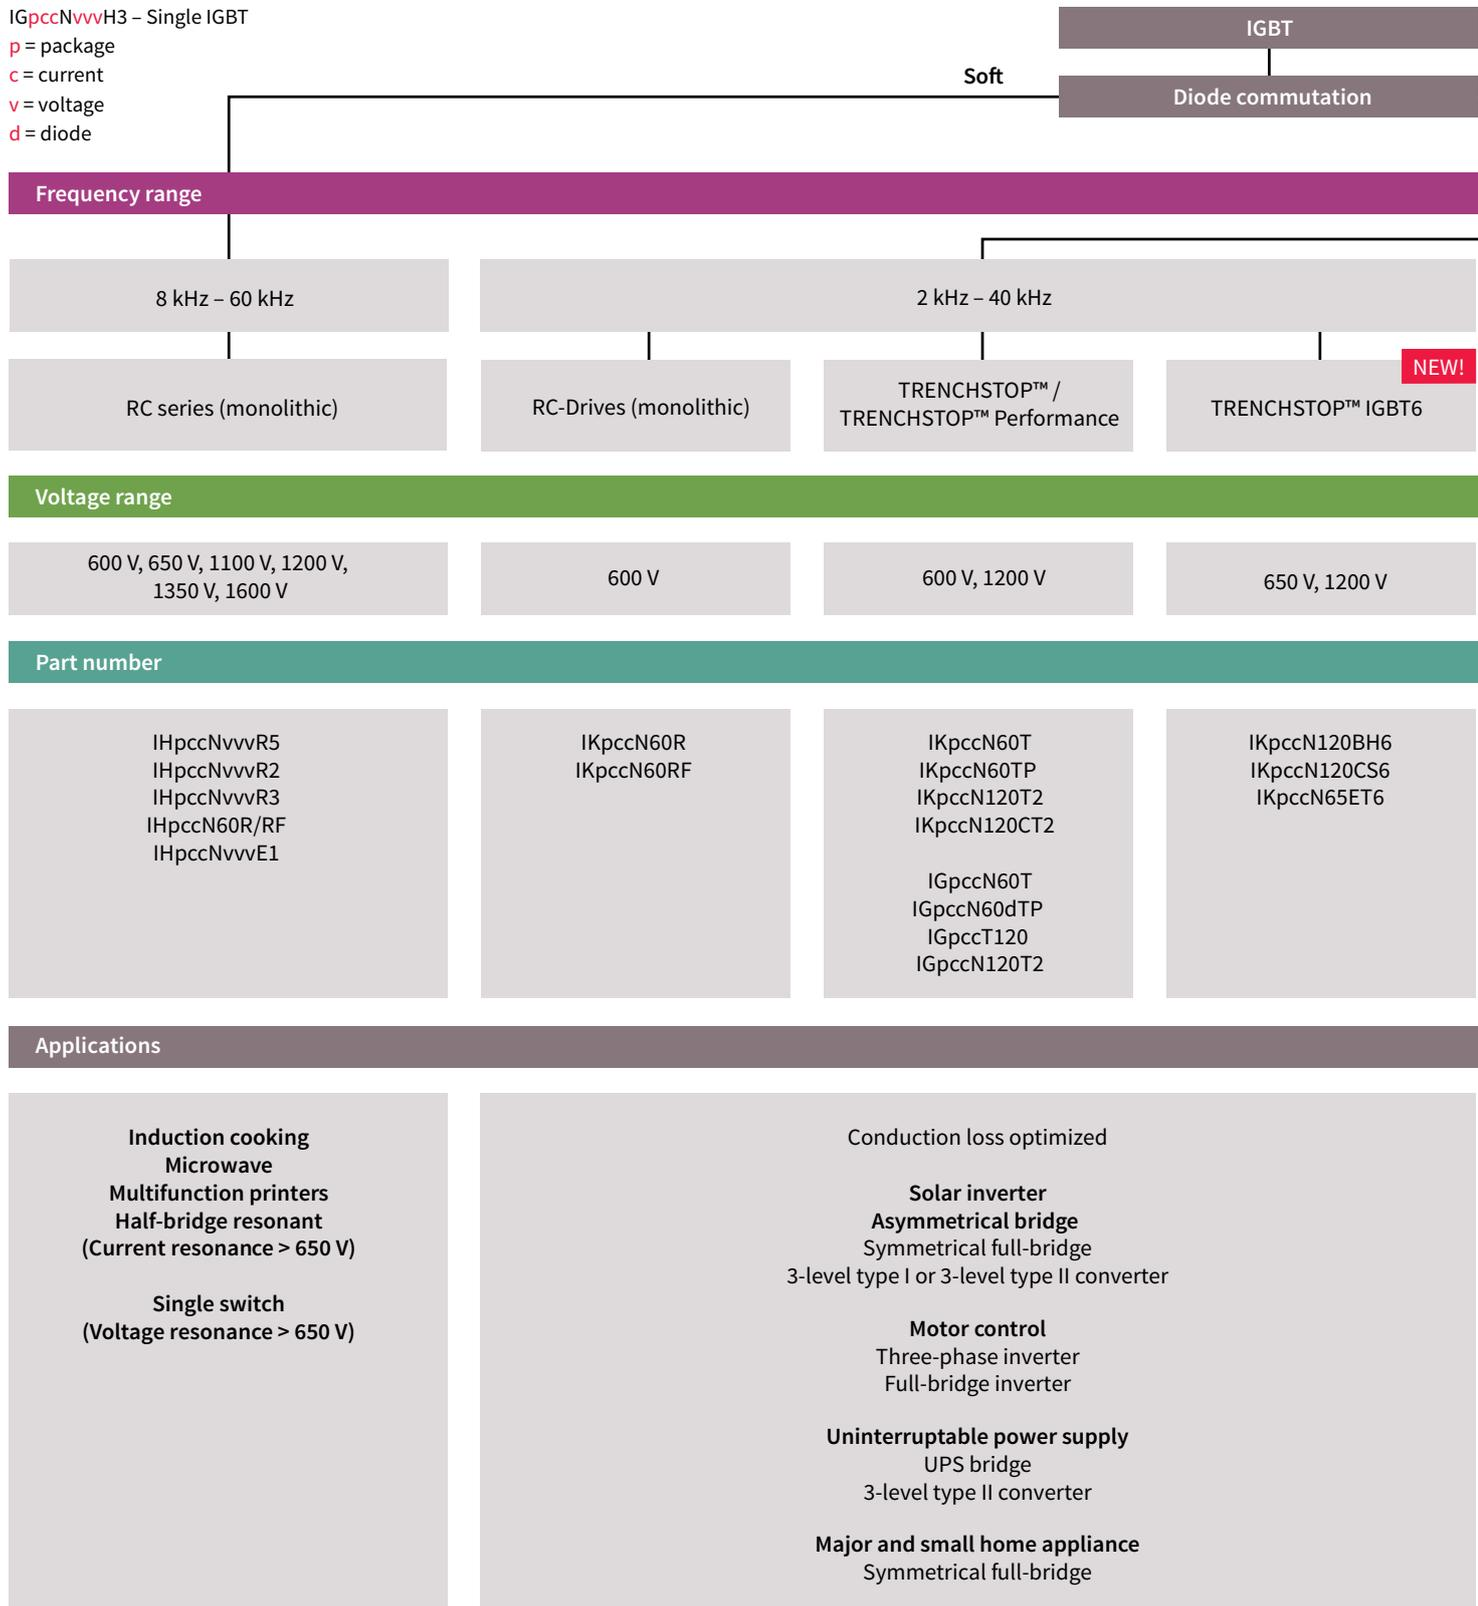 IGpccNvvvH3 – Single IGBT
p = package
c = current
v = voltage
d = diode
IGBT
Soft
Diode commutation
Frequency range
8 kHz – 60 kHz
2 kHz – 40 kHz
RC series (monolithic)
RC-Drives (monolithic)
TRENCHSTOP™ /
TRENCHSTOP™ Performance
NEW!
TRENCHSTOP™ IGBT6
Voltage range
600 V, 650 V, 1100 V, 1200 V,
1350 V, 1600 V
600 V
600 V, 1200 V
650 V, 1200 V
Part number
IHpccNvvvR5
IHpccNvvvR2
IHpccNvvvR3
IHpccN60R/RF
IHpccNvvvE1
IKpccN60R
IKpccN60RF
IKpccN60T
IKpccN60TP
IKpccN120T2
IKpccN120CT2
IGpccN60T
IGpccN60dTP
IGpccT120
IGpccN120T2
IKpccN120BH6
IKpccN120CS6
IKpccN65ET6
Applications
Induction cooking
Microwave
Multifunction printers
Half-bridge resonant
(Current resonance > 650 V)
Single switch
(Voltage resonance > 650 V)
Conduction loss optimized
Solar inverter
Asymmetrical bridge
Symmetrical full-bridge
3-level type I or 3-level type II converter
Motor control
Three-phase inverter
Full-bridge inverter
Uninterruptable power supply
UPS bridge
3-level type II converter
Major and small home appliance
Symmetrical full-bridge